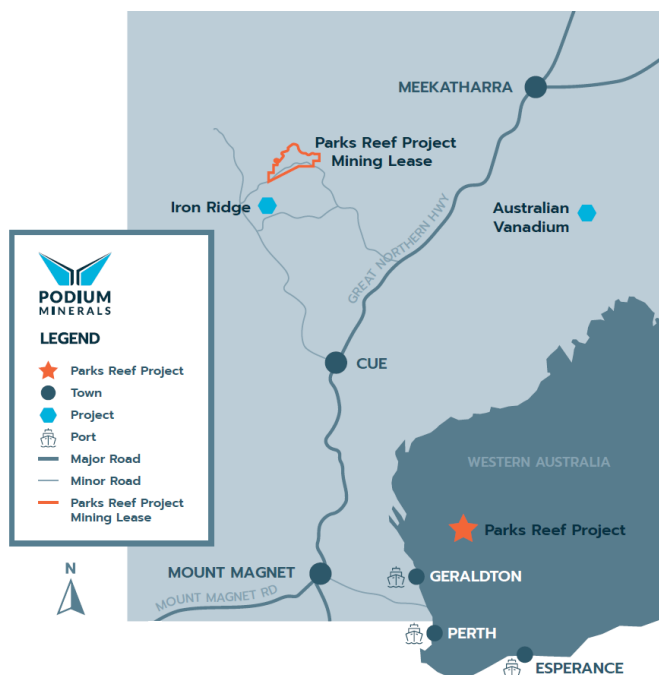 MEEKATHARRA
Parks Reef Project
Mining Lease
Iron Ridge
Australian
Vanadium
GREAT NORTHERN HWY
PODIUM
MINERALS
LEGEND
Parks Reef Project
Town
Project
Port
Major Road
Minor Road
Parks Reef Project
Mining Lease
CUE
WESTERN AUSTRALIA
Parks Reef Project
N
MOUNT MAGNET
MOUNT MAGNET RD
GERALDTON
PERTH
ESPERANCE